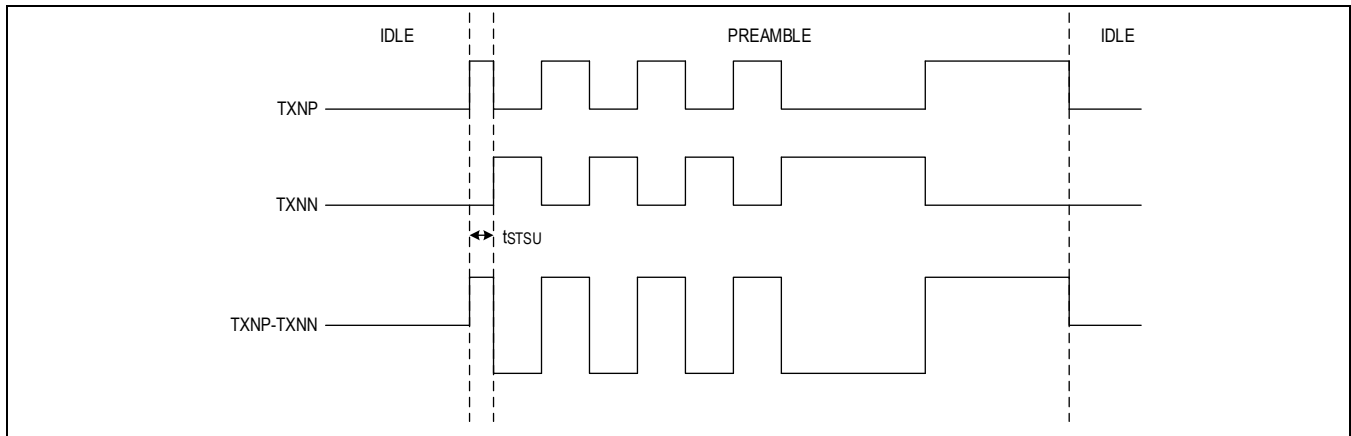 IDLE PREAMBLE IDLE
TXNP
TXNN
tSTSU
TXNP-TXNN